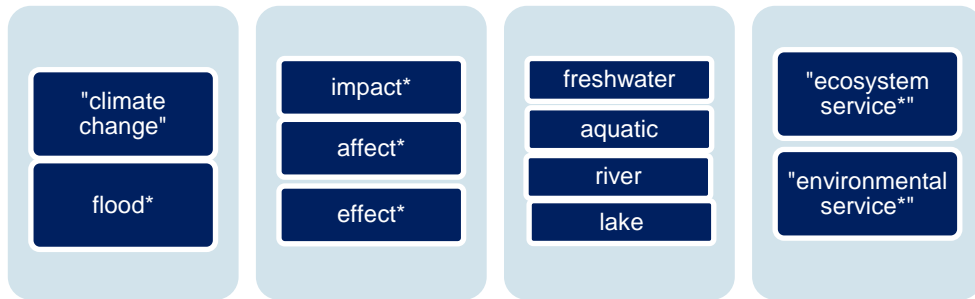 "climate
change"
flood*
impact*
affect*
effect*
freshwater
aquatic
river
lake
"ecosystem
service*"
"environmental
service*"